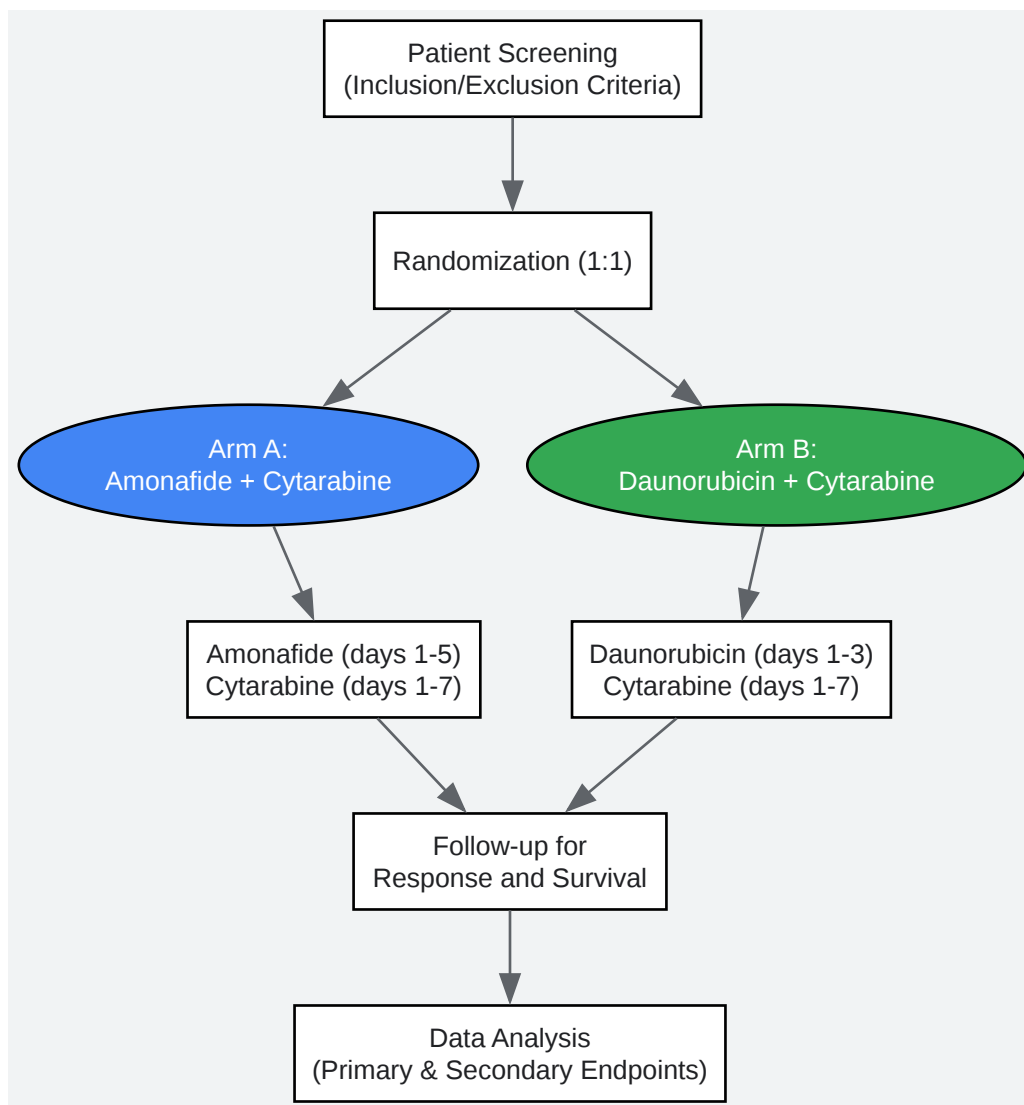 Patient Screening
(Inclusion/Exclusion Criteria)
Randomization (1:1)
Arm A:
Amonafide + Cytarabine
Arm B:
Daunorubicin + Cytarabine
Amonafide (days 1-5)
Cytarabine (days 1-7)
Daunorubicin (days 1-3)
Cytarabine (days 1-7)
Follow-up for
Response and Survival
Data Analysis
(Primary & Secondary Endpoints)